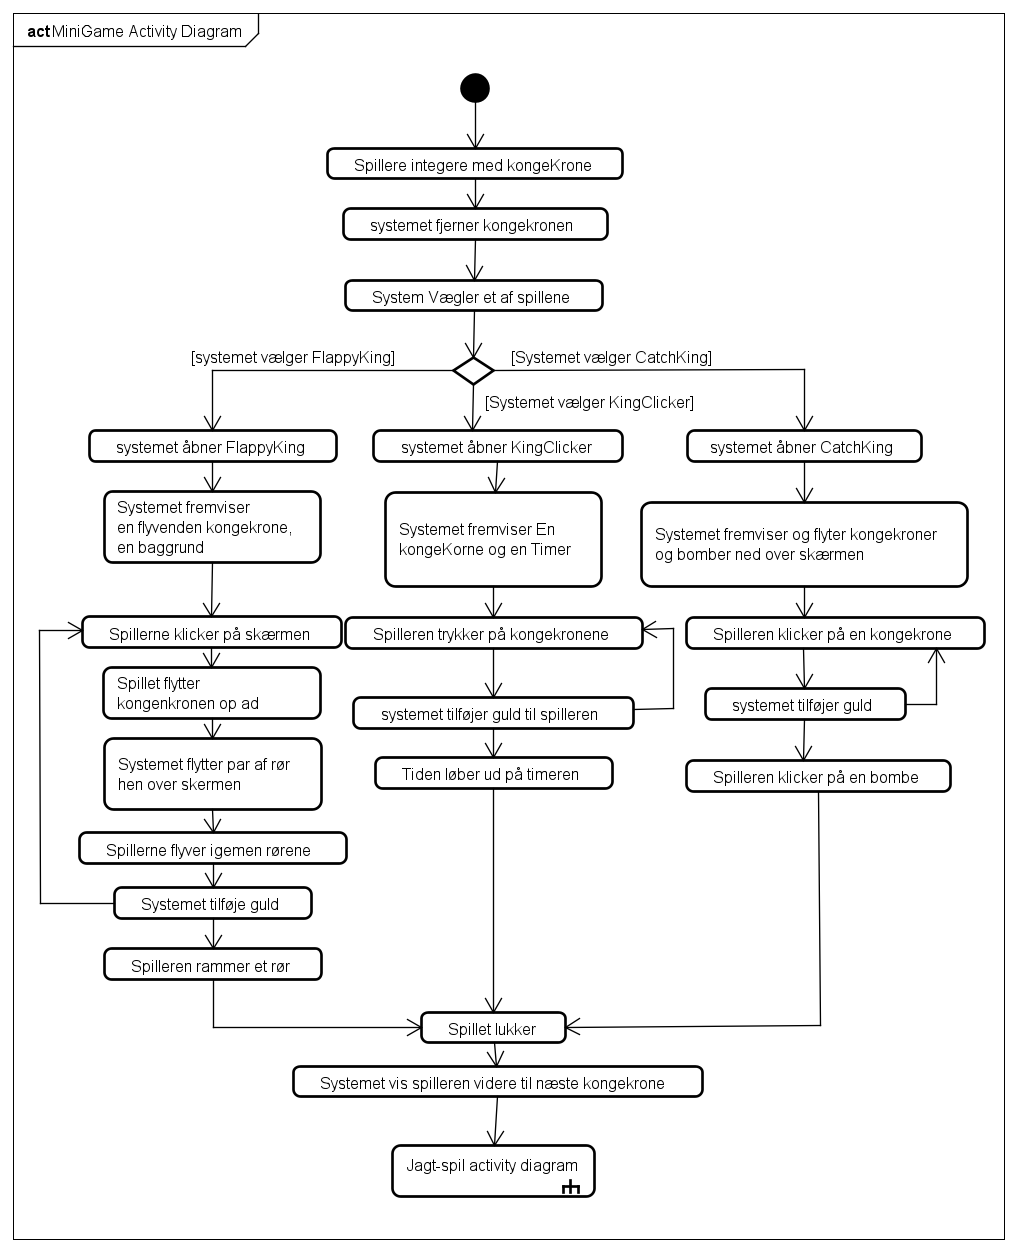 act MiniGame Activity Diagram
Spillere integere med kongeKrone
systemet fjerner kongekronen
System Vægler et af spillene
[systemet vælger FlappyKing]
[Systemet vælger CatchKing]
[Systemet vælger KingClicker]
systemet åbner FlappyKing
systemet åbner KingClicker
systemet åbner CatchKing
Systemet fremviser
en flyvenden kongekrone,
en baggrund
Systemet fremviser En
kongeKorne og en Timer
Systemet fremviser og flyter kongekroner
og bomber ned over skærmen
Spillerne klicker på skærmen
Spilleren trykker på kongekronene
Spilleren klicker på en kongekrone
Spillet flytter
kongenkronen op ad
systemet tilføjer guld til spilleren
systemet tilføjer guld
Systemet flytter par af rør
hen over skermen
Tiden løber ud på timeren
Spilleren klicker på en bombe
Spillerne flyver igemen rørene
Systemet tilføje guld
Spilleren rammer et rør
Spillet lukker
Systemet vis spilleren videre til næste kongekrone
Jagt-spil activity diagram